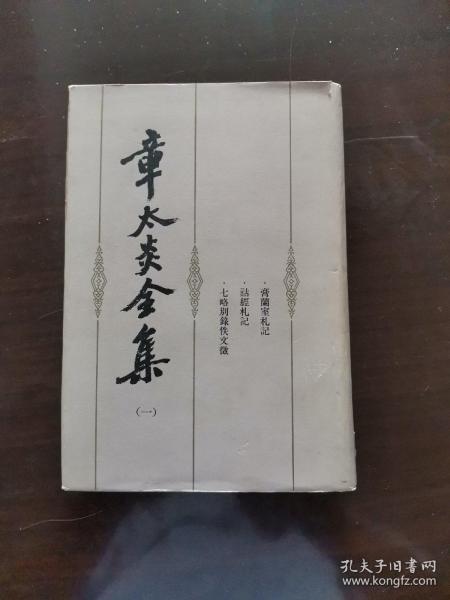 章太炎全集
(一)
·膏蘭室札記
·詁經札記
·七略別錄佚文徵
孔夫子旧书网
www.kongfz.com